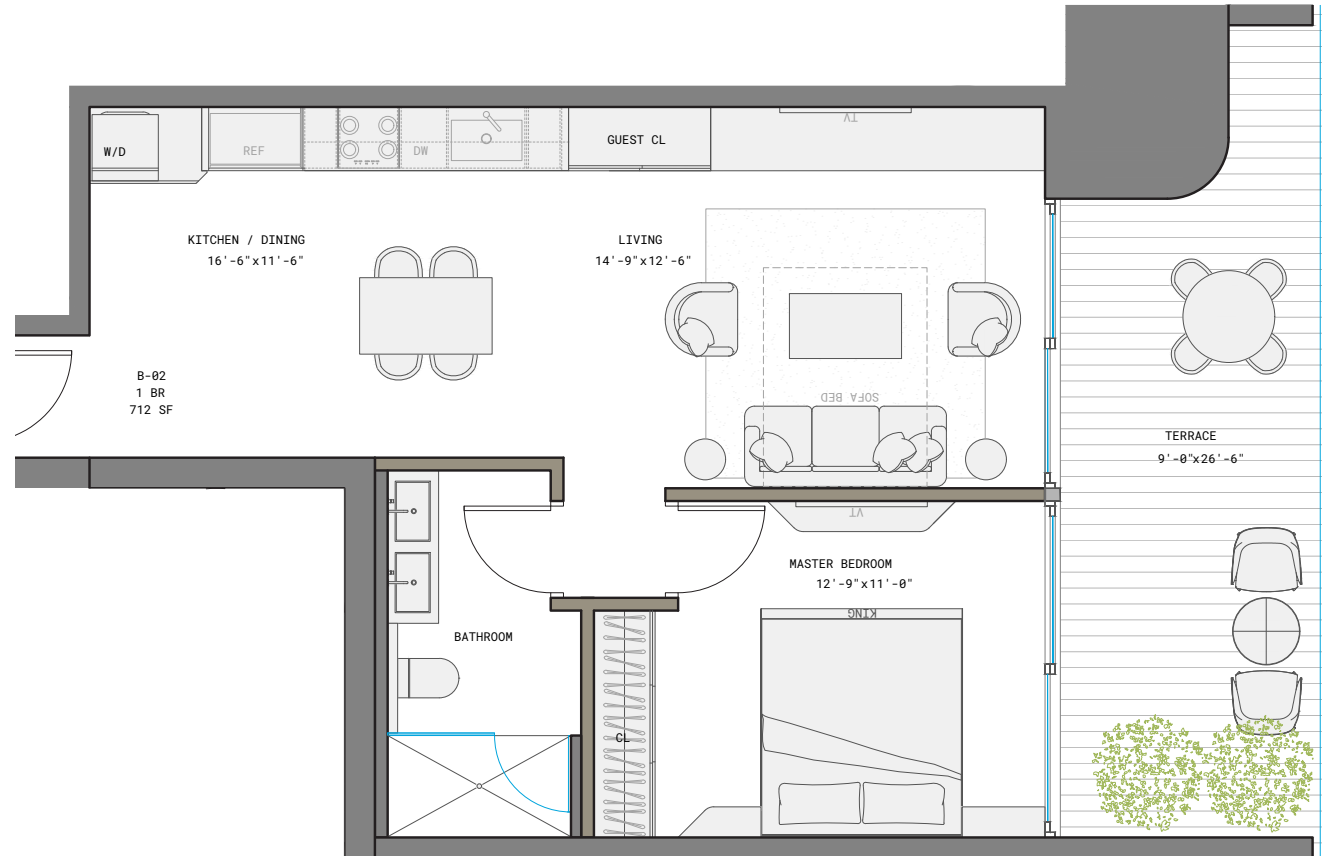 TV
W/D
REF
DW
GUEST CL
KITCHEN / DINING
16'-6"x11'-6"
LIVING
14'-9"x12'-6"
B-02
1 BR
712 SF
SOFA BED
TERRACE
9'-0"x26'-6"
TV
MASTER BEDROOM
12'-9"x11'-0"
KING
BATHROOM
CL